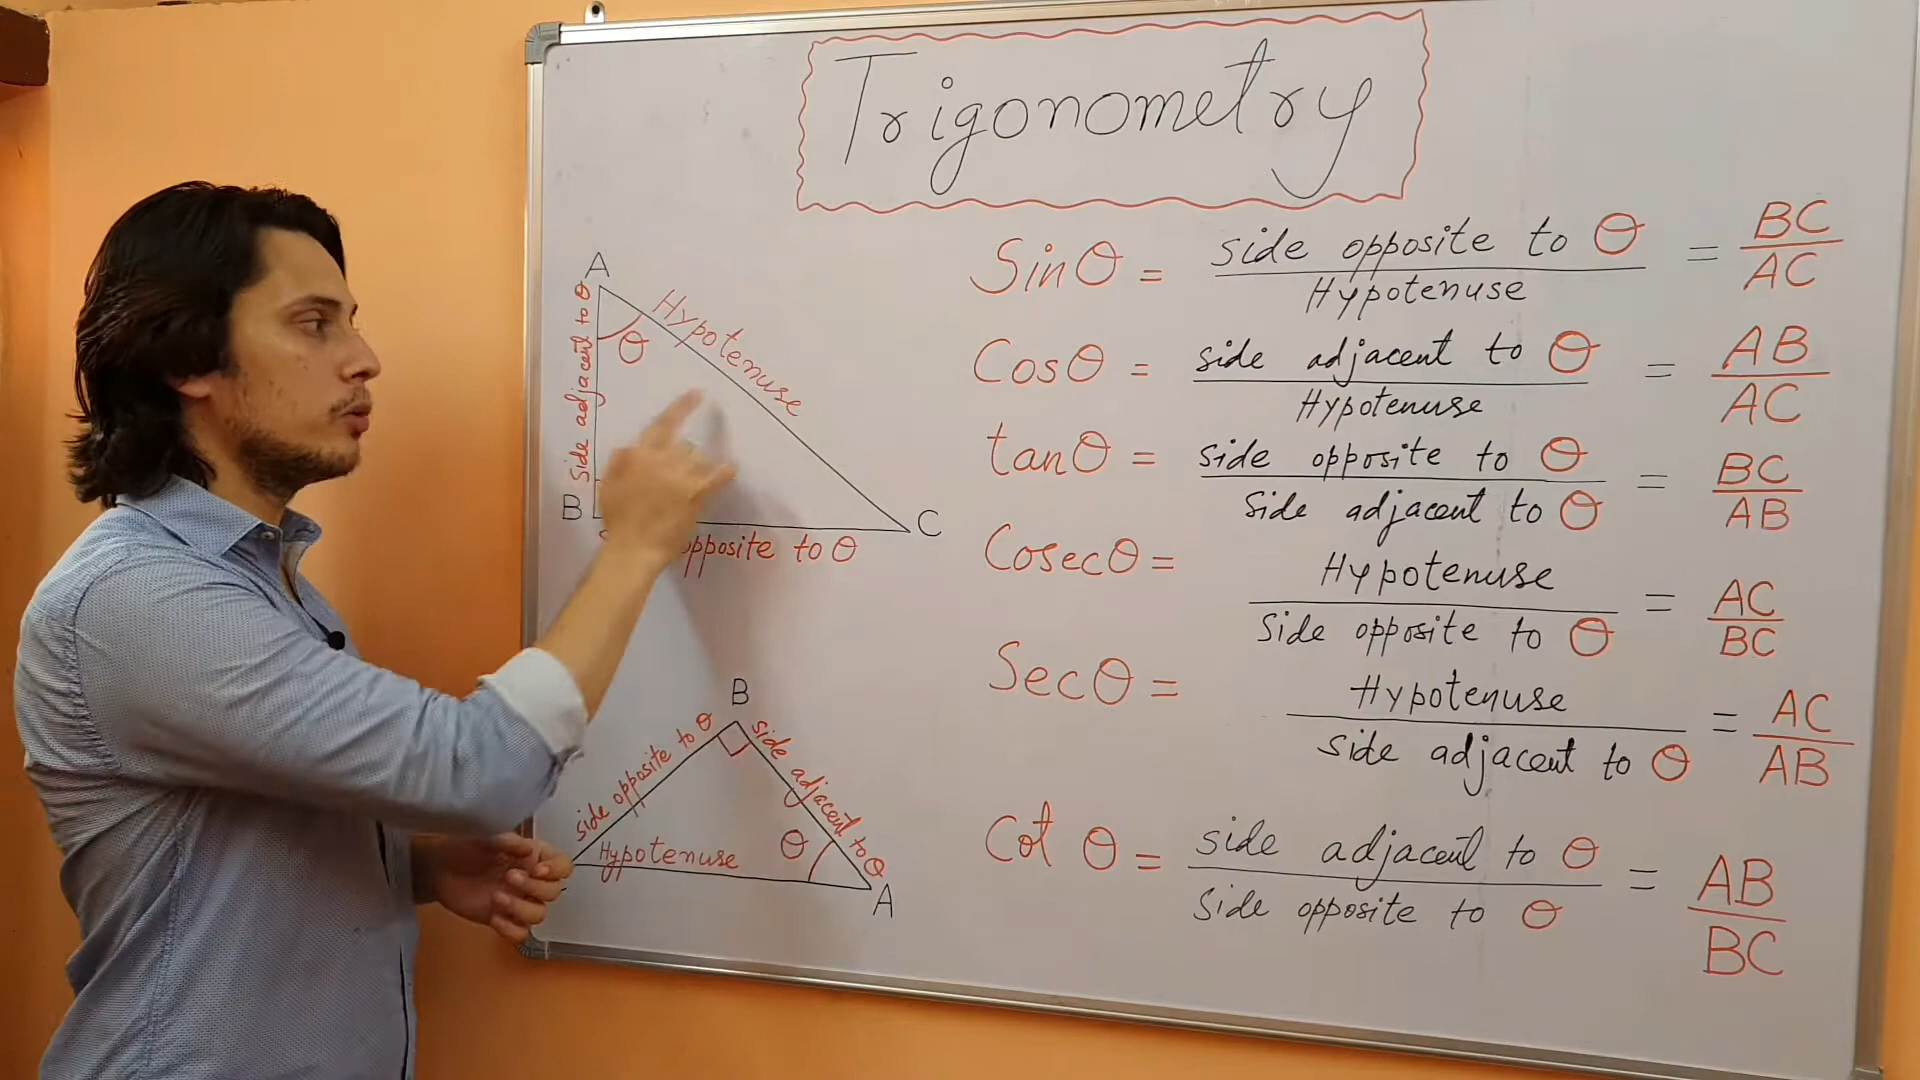 Trigonometry
A
Side adjacent to θ
θ
Hypotenuse
B
C
opposite to θ
B
side opposite to θ
side adjacent to θ
Hypotenuse
θ
A
Sinθ = side opposite to θ / Hypotenuse = BC / AC
Cosθ = side adjacent to θ / Hypotenuse = AB / AC
tanθ = side opposite to θ / Side adjacent to θ = BC / AB
Cosecθ = Hypotenuse / Side opposite to θ = AC / BC
Secθ = Hypotenuse / Side adjacent to θ = AC / AB
Cot θ = side adjacent to θ / Side opposite to θ = AB / BC